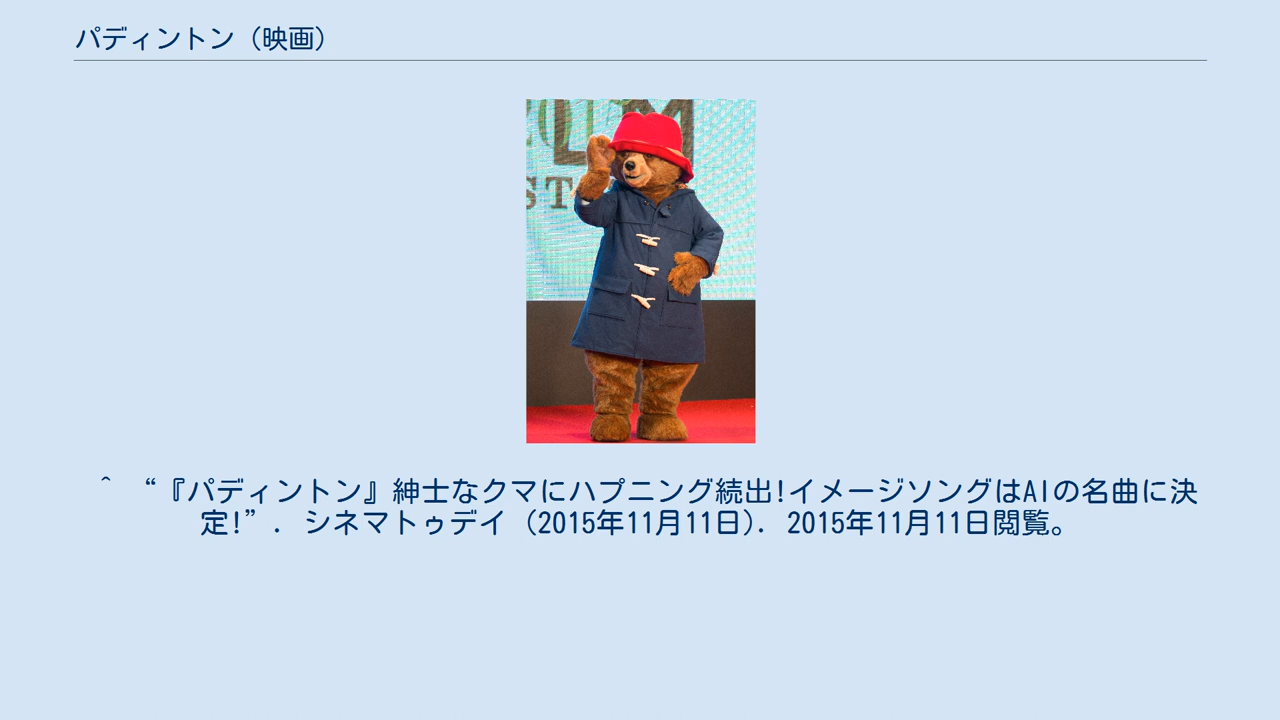 パディントン（映画）
ST
^ “『パディントン』紳士なクマにハプニング続出!イメージソングはAIの名曲に決
定!”. シネマトゥデイ (2015年11月11日). 2015年11月11日閲覧。